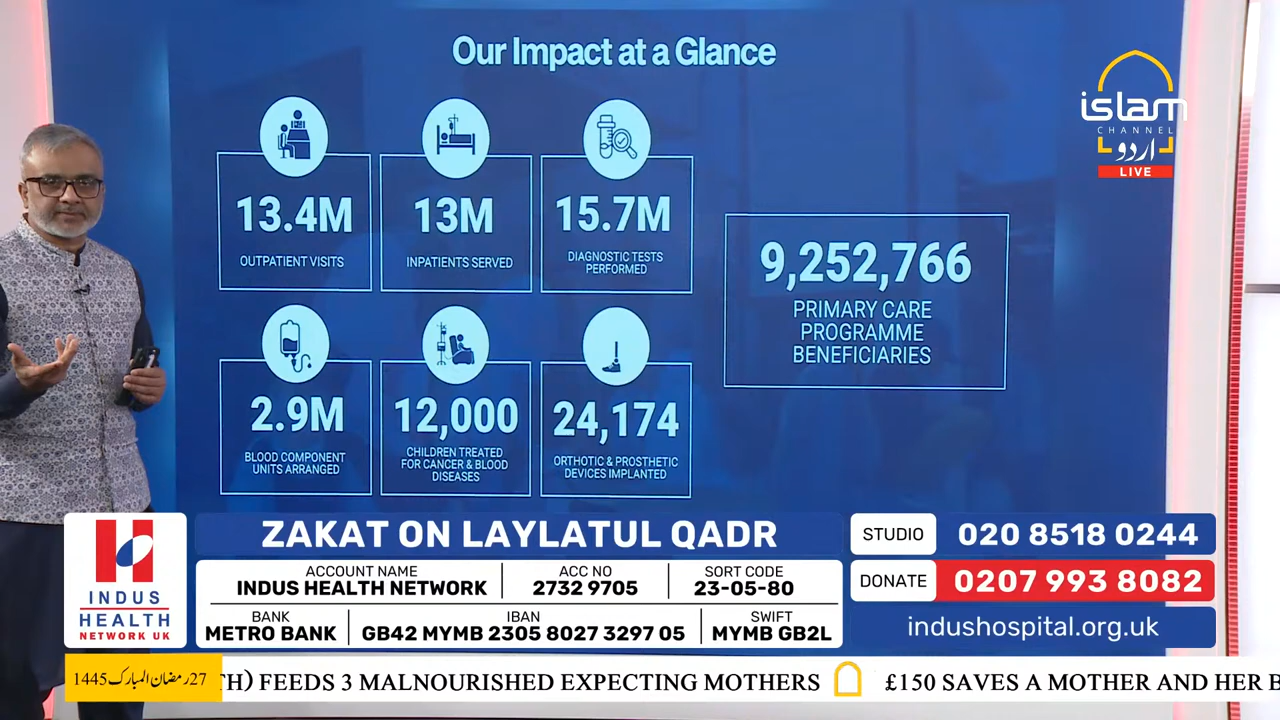 Our Impact at a Glance
islam
CHANNEL
اردو
LIVE
13.4M
OUTPATIENT VISITS
13M
INPATIENTS SERVED
15.7M
DIAGNOSTIC TESTS
PERFORMED
9,252,766
PRIMARY CARE
PROGRAMME
BENEFICIARIES
2.9M
BLOOD COMPONENT
UNITS ARRANGED
12,000
CHILDREN TREATED
FOR CANCER & BLOOD
DISEASES
24,174
ORTHOTIC & PROSTHETIC
DEVICES IMPLANTED
INDUS
HEALTH
NETWORK UK
ZAKAT ON LAYLATUL QADR
ACCOUNT NAME
INDUS HEALTH NETWORK
ACC NO
2732 9705
SORT CODE
23-05-80
BANK
METRO BANK
IBAN
GB42 MYMB 2305 8027 3297 05
SWIFT
MYMB GB2L
STUDIO
020 8518 0244
DONATE
0207 993 8082
indushospital.org.uk
27 رمضان المبارک 1445
TH) FEEDS 3 MALNOURISHED EXPECTING MOTHERS
£150 SAVES A MOTHER AND HER B